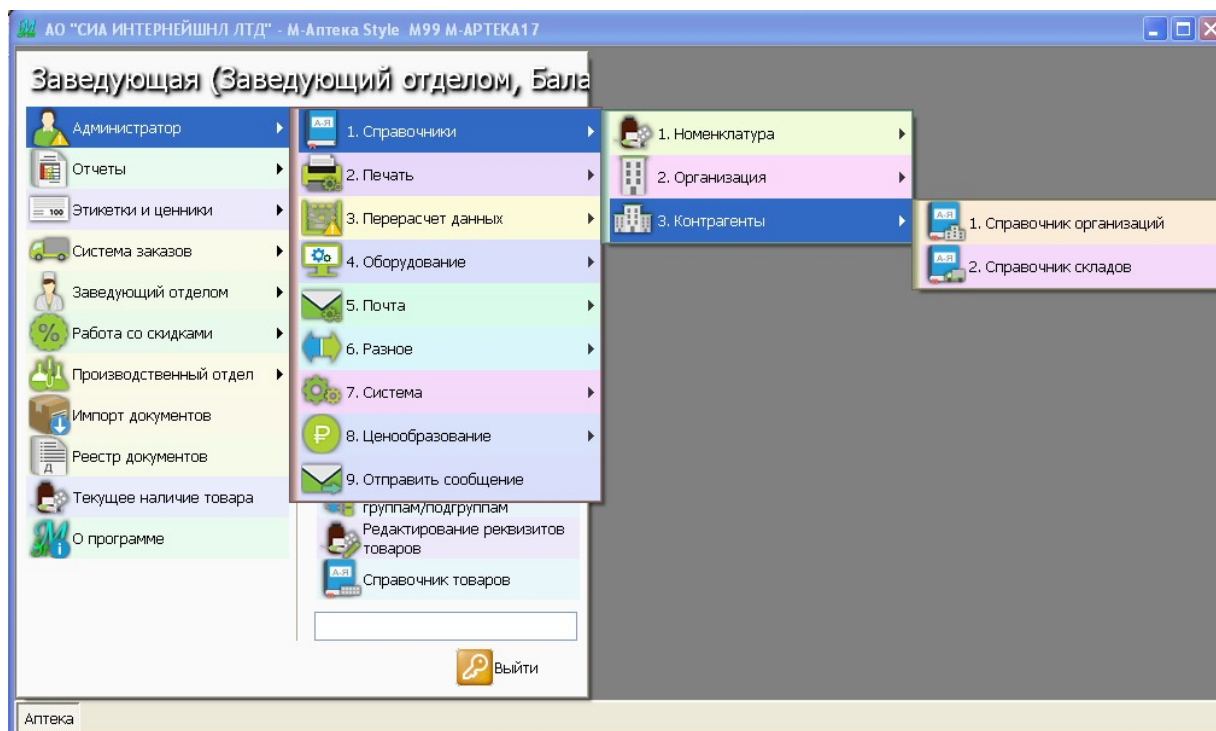 АО "СИА ИНТЕРНЕЙШНЛ ЛТД" - М-Аптека Style M99 M-APTEKA17
Заведующая (Заведующий отделом, Бала
Администратор
Отчеты
Этикетки и ценники
Система заказов
Заведующий отделом
Работа со скидками
Производственный отдел
Импорт документов
Реестр документов
Текущее наличие товара
О программе
1. Справочники
2. Печать
3. Перерасчет данных
4. Оборудование
5. Почта
6. Разное
7. Система
8. Ценообразование
9. Отправить сообщение
1. Номенклатура
2. Организация
3. Контрагенты
1. Справочник организаций
2. Справочник складов
группам/подгруппам
Редактирование реквизитов
товаров
Справочник товаров
Выйти
Аптека